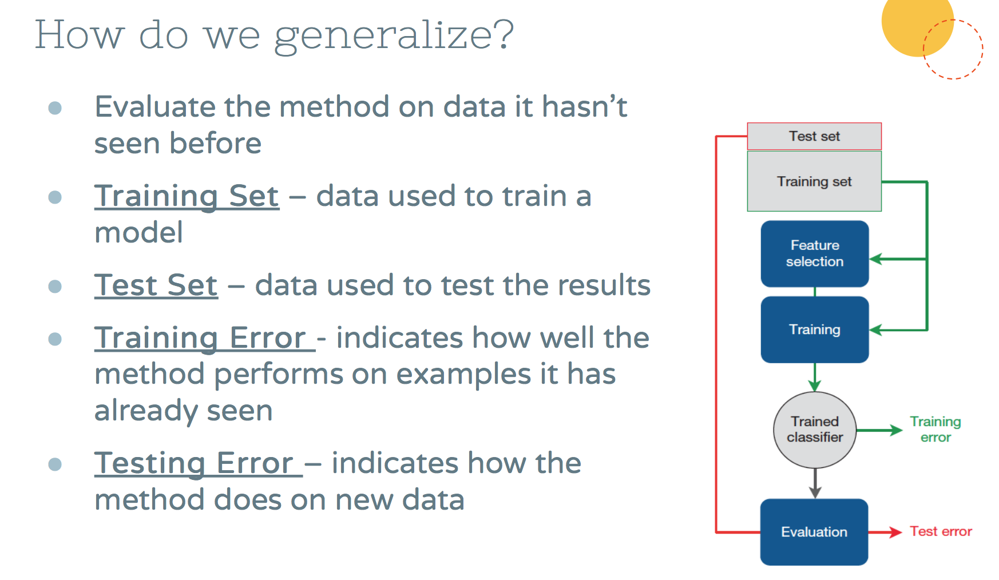 How do we generalize?
Evaluate the method on data it hasn't
seen before
Training Set – data used to train a
model
Test Set – data used to test the results
Training Error - indicates how well the
method performs on examples it has
already seen
Testing Error – indicates how the
method does on new data
Test set
Training set
Feature
selection
Training
Trained
classifier
Training
error
Evaluation
Test error